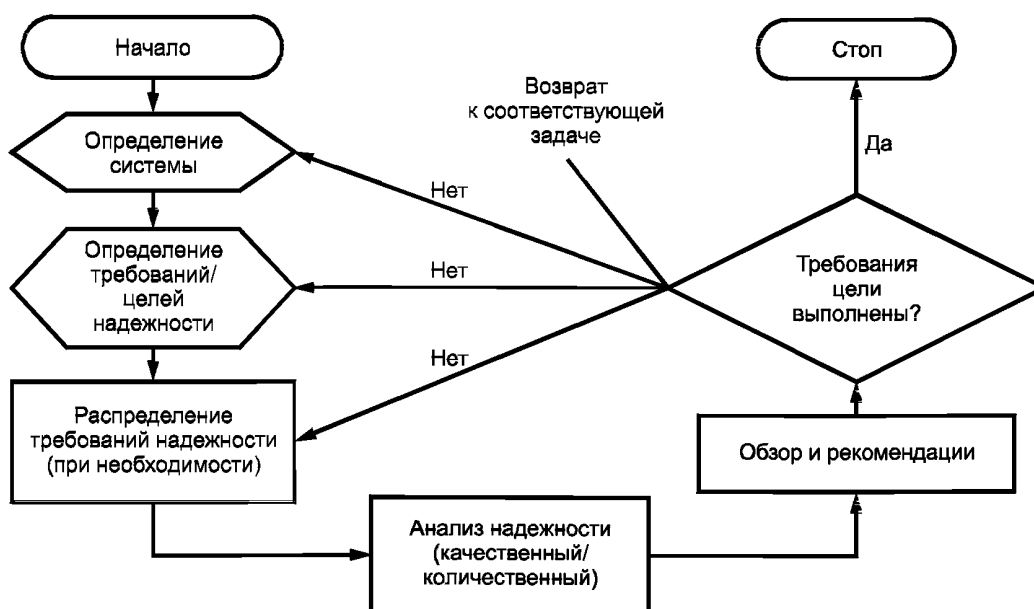 Начало
Определение
системы
Определение
требований/
целей
надежности
Распределение
требований надежности
(при необходимости)
Анализ надежности
(качественный/
количественный)
Обзор и рекомендации
Требования
цели
выполнены?
Да
Стоп
Возврат
к соответствующей
задаче
Нет
Нет
Нет